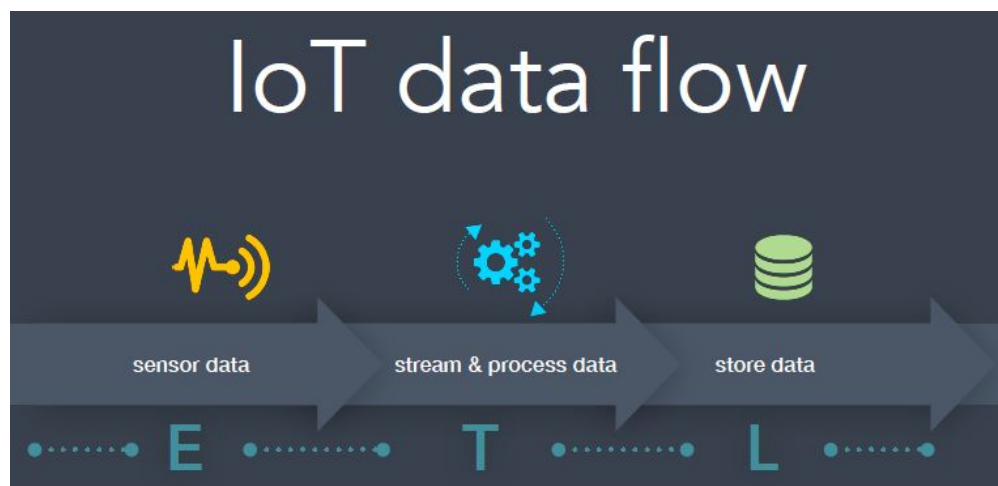 IoT data flow
sensor data stream & process data store data
E T L